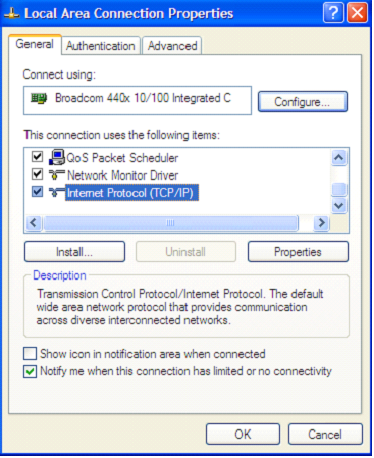 Local Area Connection Properties
General Authentication Advanced
Connect using:
Broadcom 440x 10/100 Integrated C
Configure...
This connection uses the following items:
QoS Packet Scheduler
Network Monitor Driver
Internet Protocol (TCP/IP)
Install... Uninstall Properties
Description
Transmission Control Protocol/Internet Protocol. The default
wide area network protocol that provides communication
across diverse interconnected networks.
Show icon in notification area when connected
Notify me when this connection has limited or no connectivity
OK Cancel